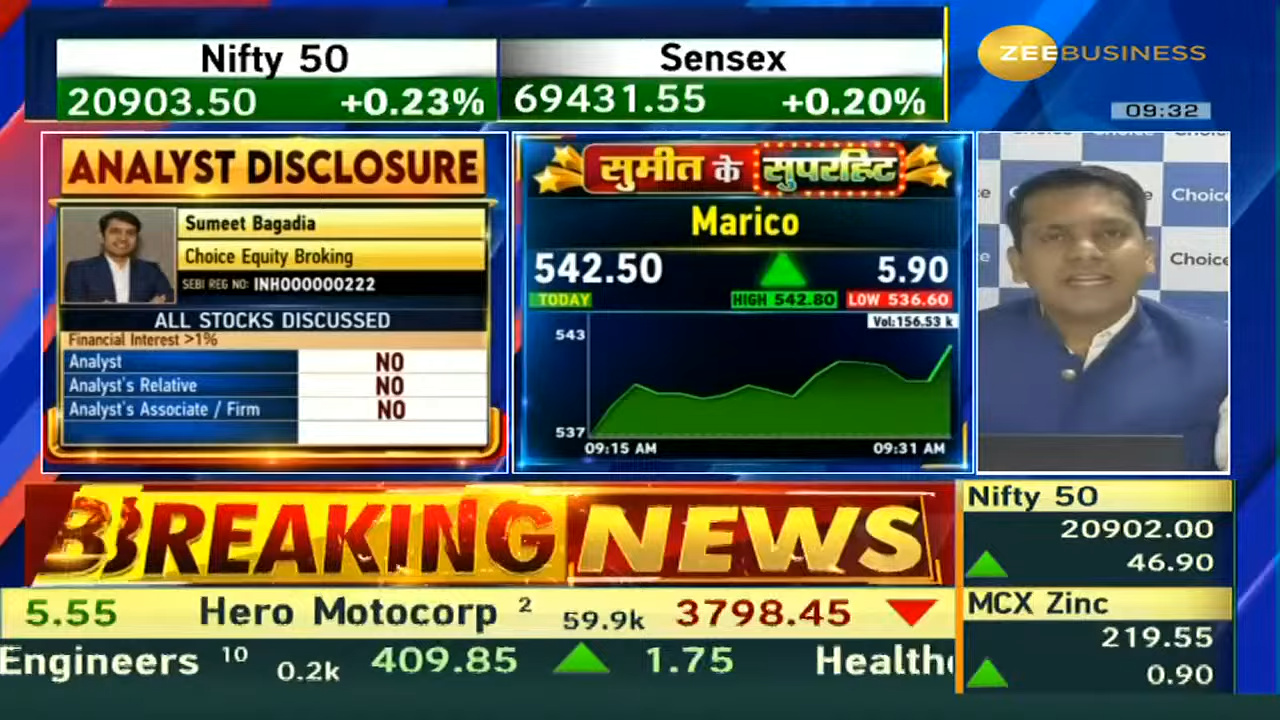 Nifty 50
20903.50 +0.23%
Sensex
69431.55 +0.20%
ZEEBUSINESS
09:32
ANALYST DISCLOSURE
Sumeet Bagadia
Choice Equity Broking
SEBI REG NO: INH000000222
ALL STOCKS DISCUSSED
Financial Interest >1%
Analyst NO
Analyst's Relative NO
Analyst's Associate / Firm NO
सुमीत के सुपरहिट
Marico
542.50 5.90
TODAY HIGH 542.80 LOW 536.60
Vol:156.53 k
543
537
09:15 AM 09:31 AM
Choice
Choice
BREAKING NEWS
Nifty 50
20902.00
46.90
MCX Zinc
219.55
0.90
5.55 Hero Motocorp 2 59.9k 3798.45
Engineers 10 0.2k 409.85 1.75 Health